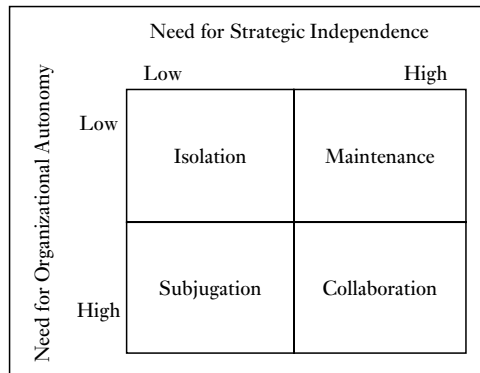 Need for Strategic Independence
Low High
Need for Organizational Autonomy
Low
Isolation Maintenance
Subjugation Collaboration
High